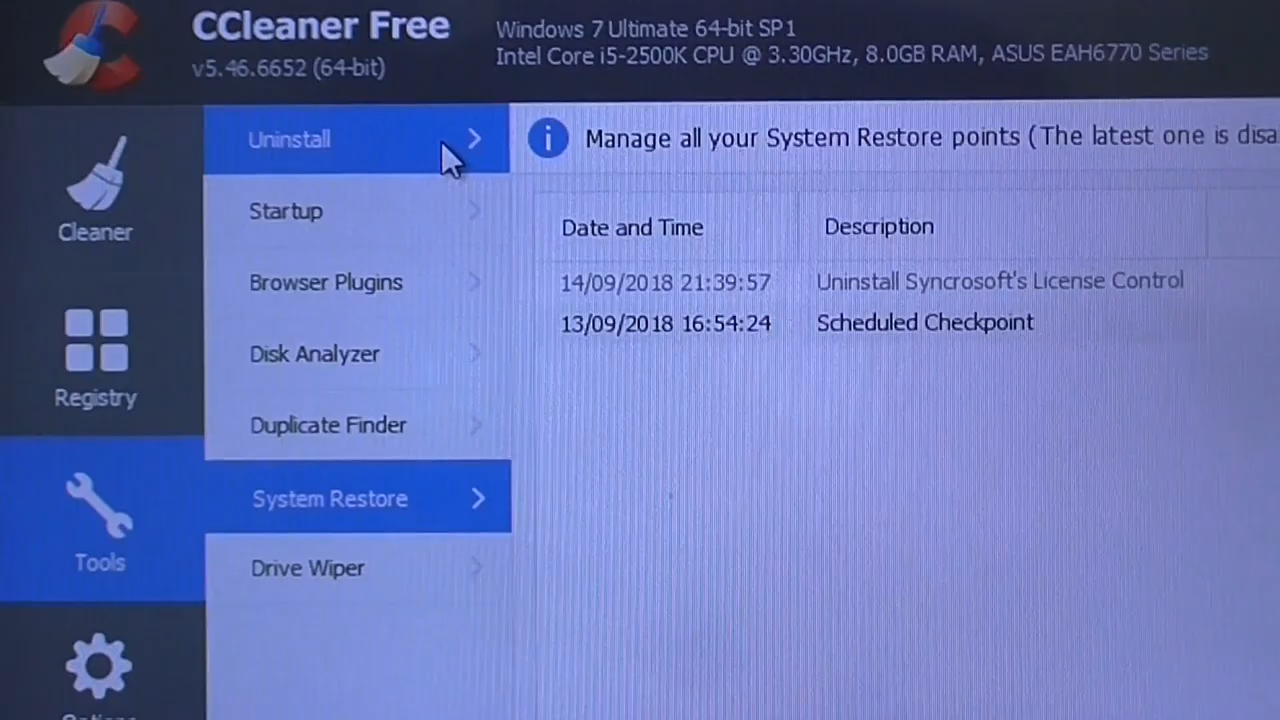 CCleaner Free
v5.46.6652 (64-bit)
Windows 7 Ultimate 64-bit SP1
Intel Core i5-2500K CPU @ 3.30GHz, 8.0GB RAM, ASUS EAH6770 Series
Cleaner
Registry
Tools
Uninstall
Startup
Browser Plugins
Disk Analyzer
Duplicate Finder
System Restore
Drive Wiper
Manage all your System Restore points (The latest one is disa
Date and Time Description
14/09/2018 21:39:57 Uninstall Syncrosoft's License Control
13/09/2018 16:54:24 Scheduled Checkpoint